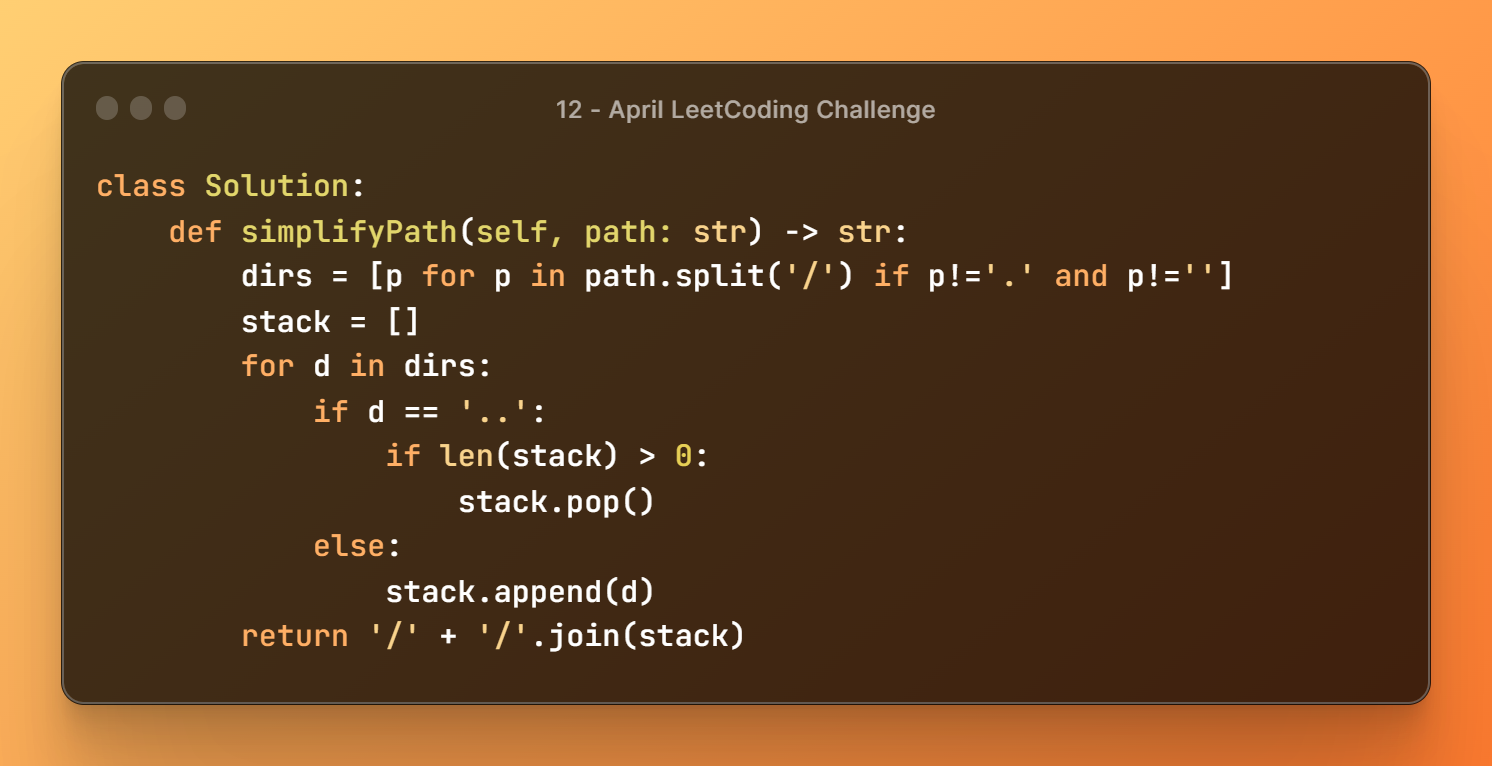 12 - April LeetCoding Challenge
class Solution:
    def simplifyPath(self, path: str) -> str:
        dirs = [p for p in path.split('/') if p!='.' and p!='']
        stack = []
        for d in dirs:
            if d == '..':
                if len(stack) > 0:
                    stack.pop()
            else:
                stack.append(d)
        return '/' + '/'.join(stack)